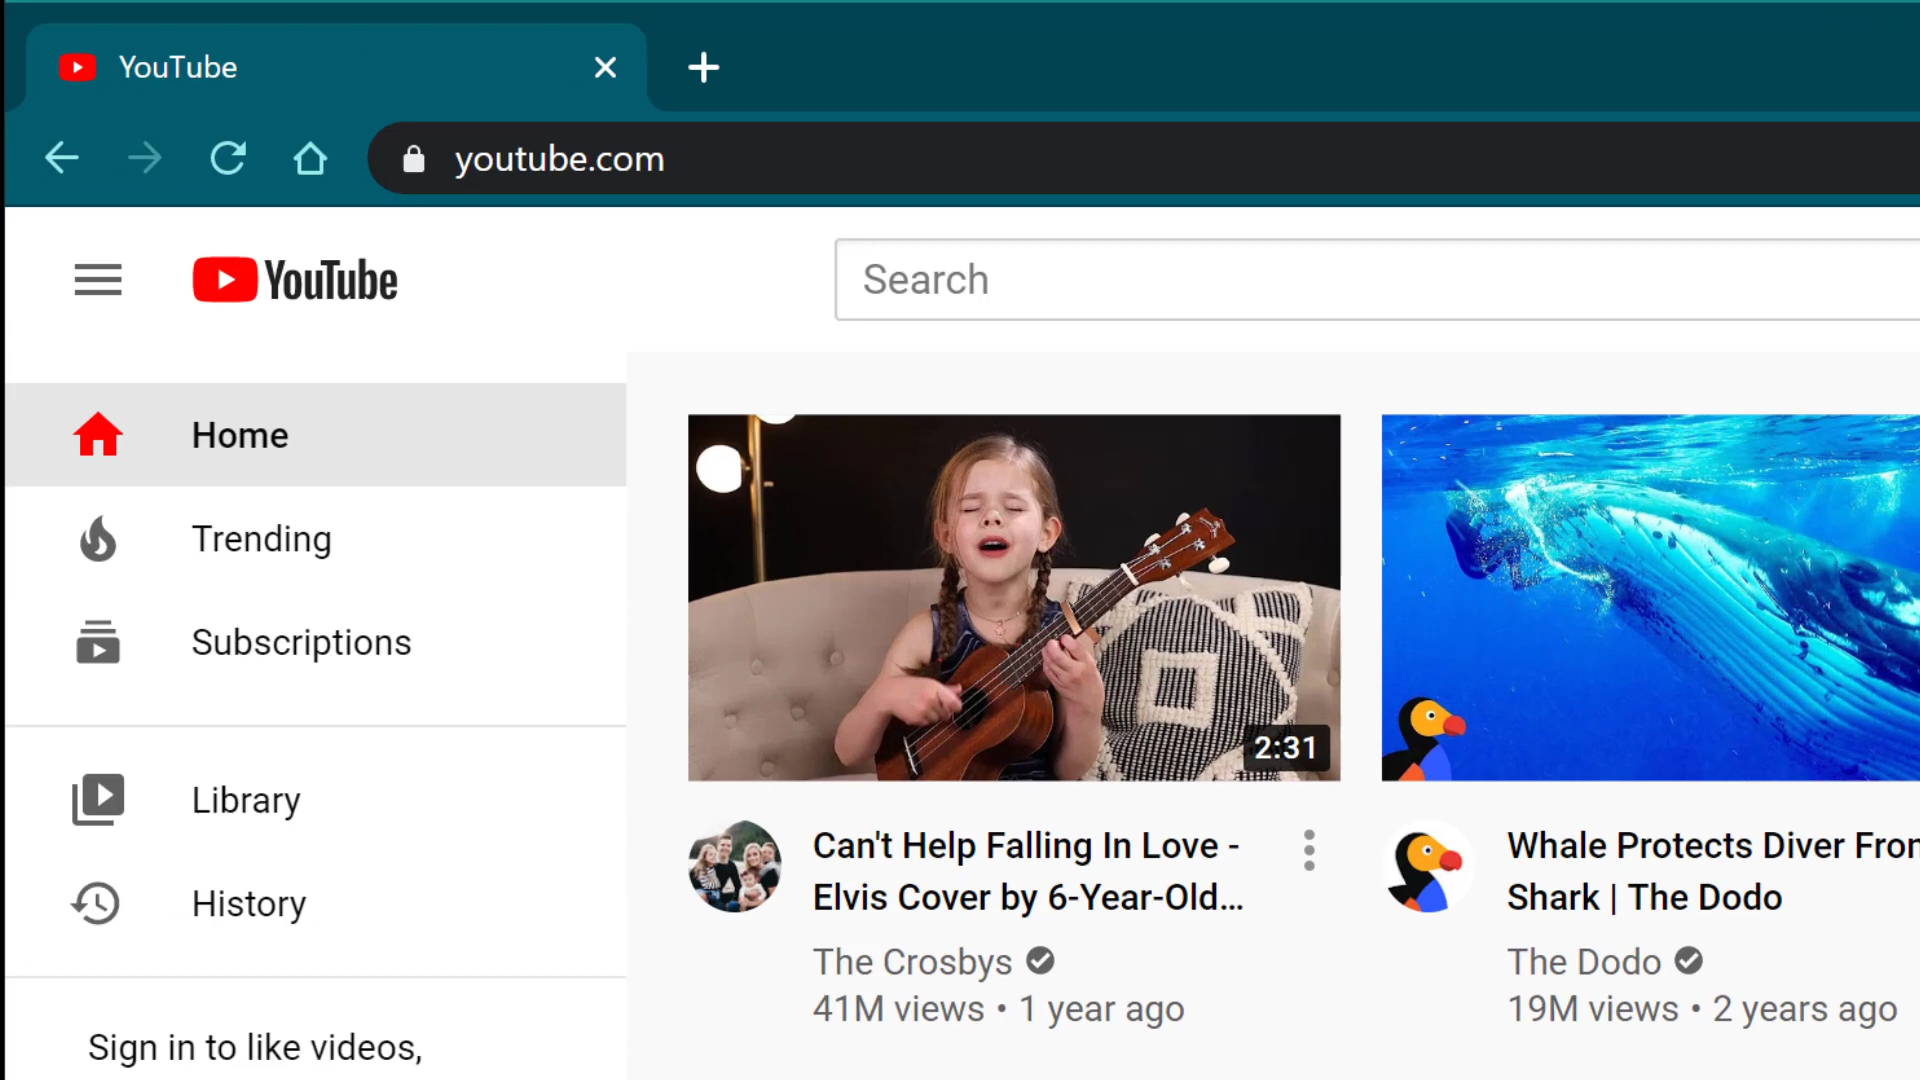 YouTube
youtube.com
YouTube
Search
Home
Trending
Subscriptions
Library
History
Sign in to like videos,
2:31
Can't Help Falling In Love -
Elvis Cover by 6-Year-Old...
The Crosbys
41M views • 1 year ago
Whale Protects Diver From
Shark | The Dodo
The Dodo
19M views • 2 years ago